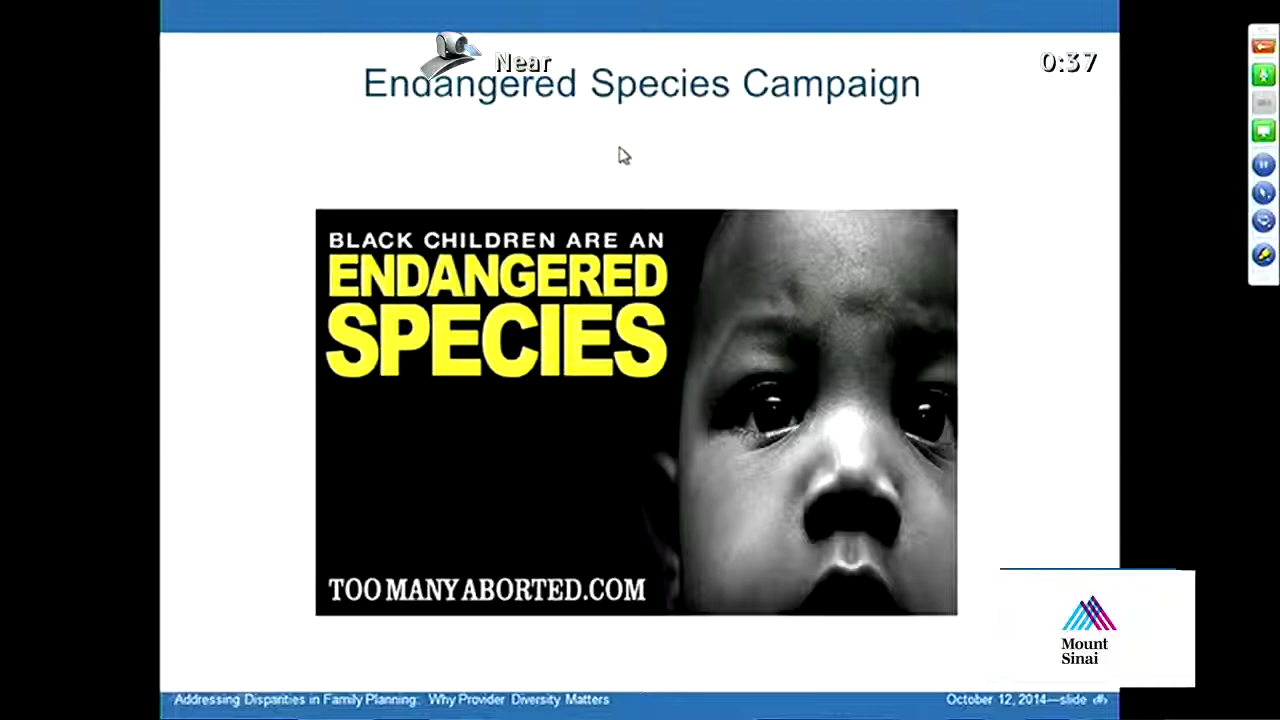 Near
0:37
Endangered Species Campaign
BLACK CHILDREN ARE AN
ENDANGERED
SPECIES
TOOMANYABORTED.COM
Mount
Sinai
Addressing Disparities in Family Planning: Why Provider Diversity Matters
October 12, 2014—slide